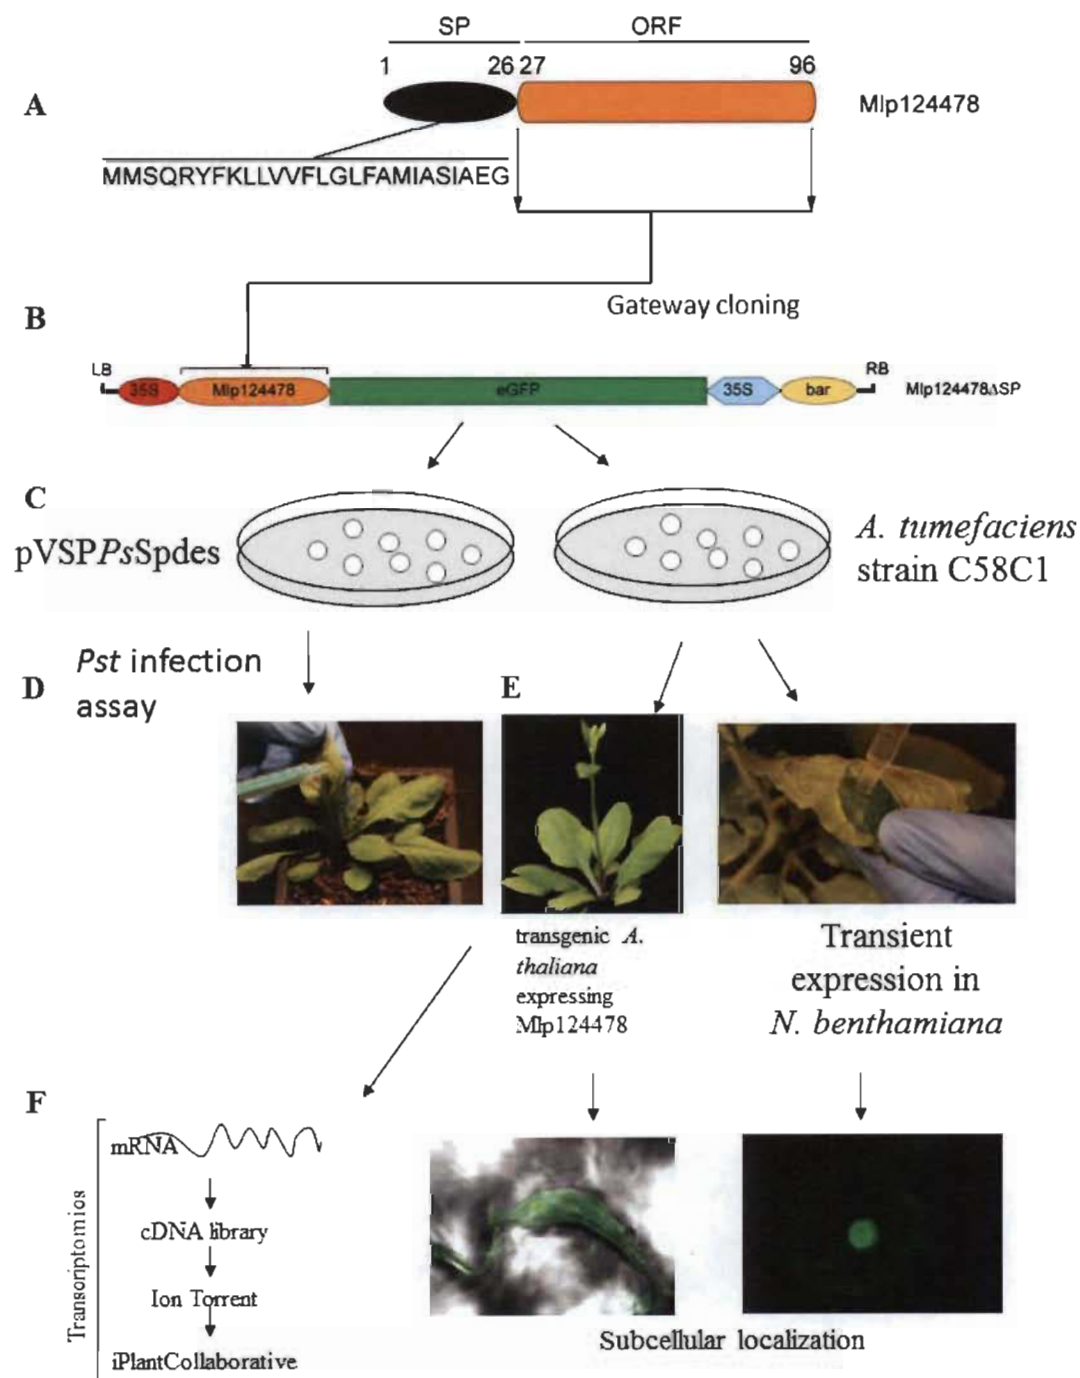 SP ORF
1 26 27 96
A Mlp124478
MMSQRYFKLLVVFLGLFAMIASIAEG
Gateway cloning
B
LB 35S Mlp124478 eGFP 35S bar RB Mlp124478ΔSP
C
pVSPPsSpdes
A. tumefaciens
strain C58C1
D
Pst infection
assay
E
transgenic A.
thaliana
expressing
Mlp124478
Transient
expression in
N. benthamiana
F
Transcriptomics
mRNA
cDNA library
Ion Torrent
iPlantCollaborative
Subcellular localization